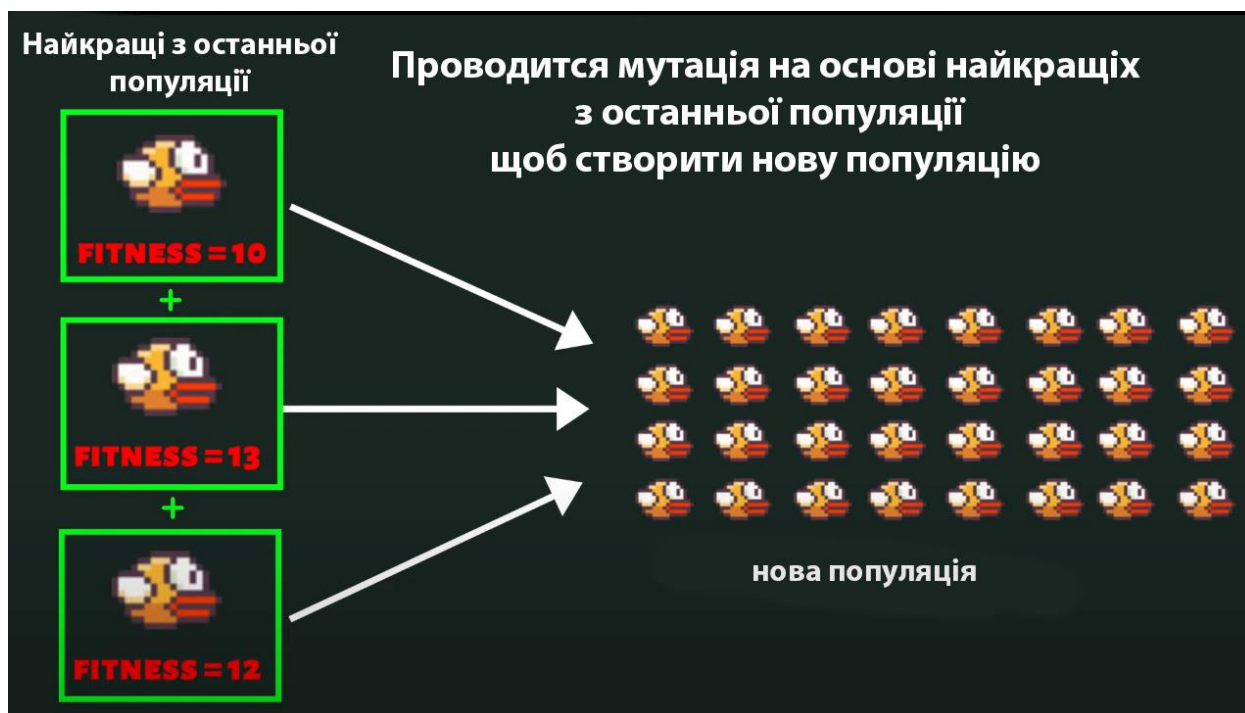 Найкращі з останньої
популяції
Проводится мутація на основі найкращіх
з останньої популяції
щоб створити нову популяцію
FITNESS = 10
+
FITNESS = 13
+
FITNESS = 12
нова популяція